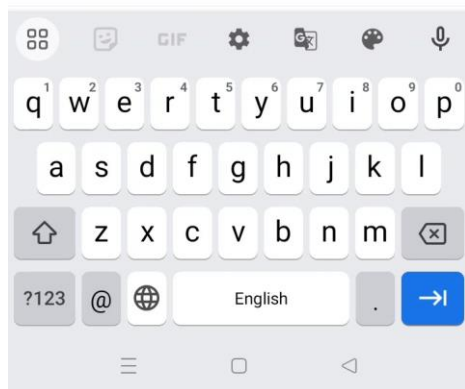 GIF
q1 w2 e3 r4 t5 y6 u7 i8 o9 p0
a s d f g h j k l
z x c v b n m
?123 @ English .